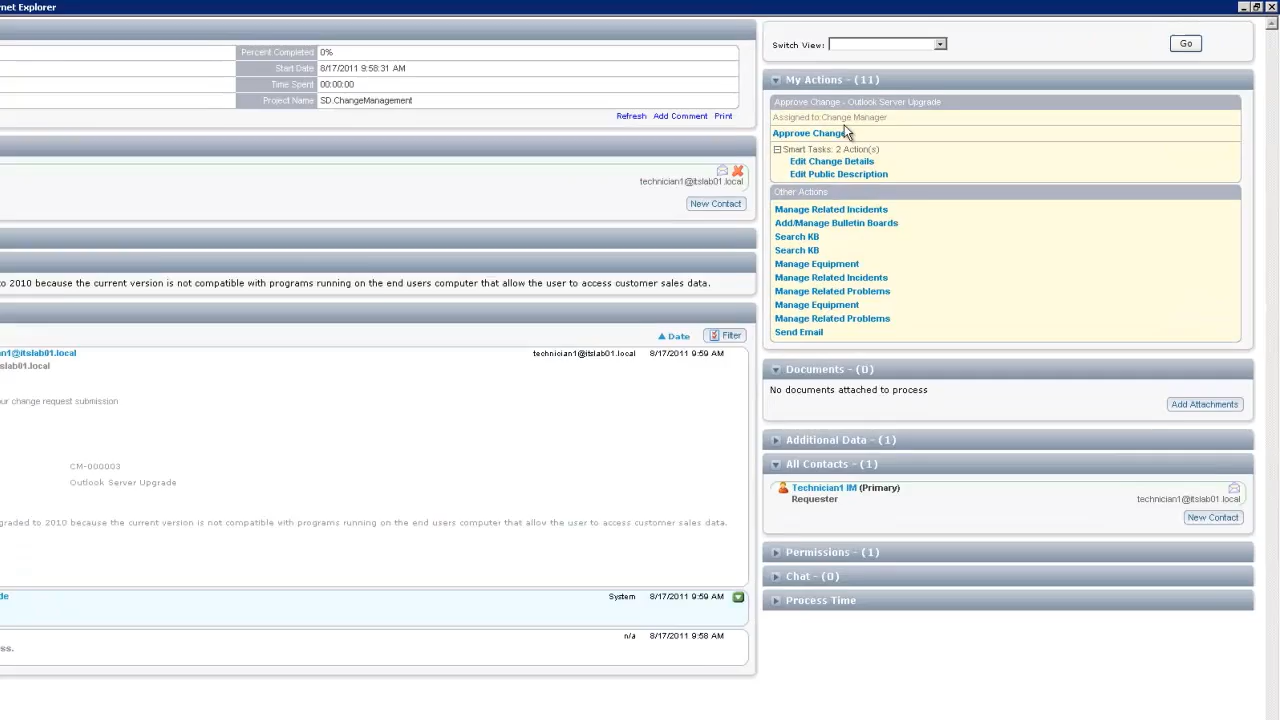 rnet Explorer
Percent Completed 0%
Start Date 8/17/2011 9:58:31 AM
Time Spent 00:00:00
Project Name SD.ChangeManagement
Refresh Add Comment Print
technician1@itslab01.local
New Contact
to 2010 because the current version is not compatible with programs running on the end users computer that allow the user to access customer sales data.
Date Filter
n1@itslab01.local technician1@itslab01.local 8/17/2011 9:59 AM
slab01.local
our change request submission
CM-000003
Outlook Server Upgrade
graded to 2010 because the current version is not compatible with programs running on the end users computer that allow the user to access customer sales data.
de System 8/17/2011 9:59 AM
n/a 8/17/2011 9:58 AM
ss.
Switch View: Go
My Actions - (11)
Approve Change - Outlook Server Upgrade
Assigned to:Change Manager
Approve Change
Smart Tasks: 2 Action(s)
Edit Change Details
Edit Public Description
Other Actions
Manage Related Incidents
Add/Manage Bulletin Boards
Search KB
Search KB
Manage Equipment
Manage Related Incidents
Manage Related Problems
Manage Equipment
Manage Related Problems
Send Email
Documents - (0)
No documents attached to process
Add Attachments
Additional Data - (1)
All Contacts - (1)
Technician1 IM (Primary)
Requester technician1@itslab01.local
New Contact
Permissions - (1)
Chat - (0)
Process Time